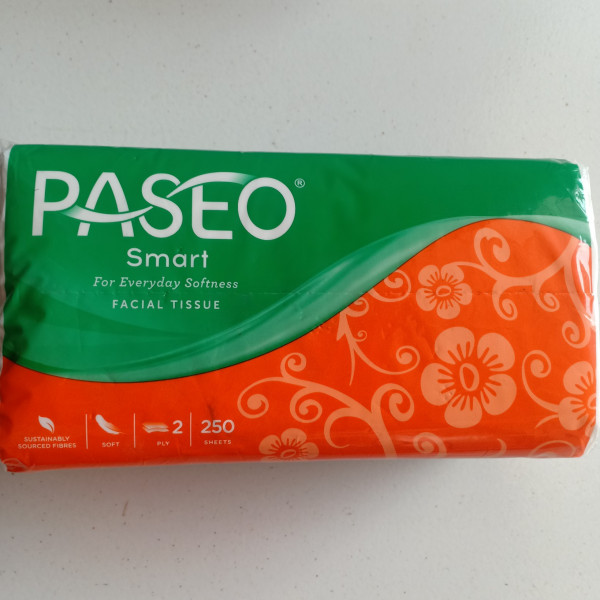 PASEO®
Smart
For Everyday Softness
FACIAL TISSUE
SUSTAINABLY
SOURCED FIBRES
SOFT
2
PLY
250
SHEETS